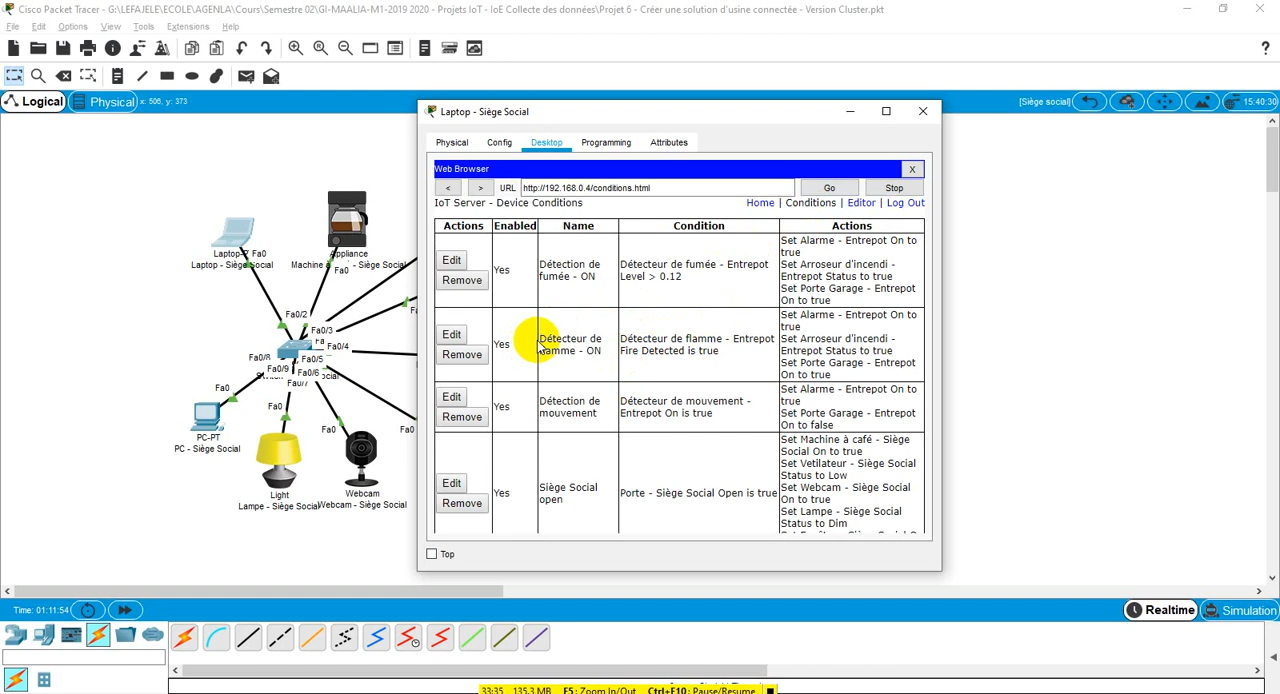 Cisco Packet Tracer - G:\LEFAJELE\ECOLE\AGENLA\Cours\Semestre 02\GI-MAALIA-M1-2019 2020 - Projets IoT - IoE Collecte des données\Projet 6 - Créer une solution d'usine connectée - Version Cluster.pkt
File Edit Options View Tools Extensions Help
?
Logical Physical x: 506, y: 373 [Siège social] 15:40:30
Laptop - Siège Social
Physical Config Desktop Programming Attributes
Web Browser X
< > URL http://192.168.0.4/conditions.html Go Stop
IoT Server - Device Conditions Home | Conditions | Editor | Log Out
Actions Enabled Name Condition Actions
Edit
Remove
Yes
Détection de
fumée - ON
Détecteur de fumée - Entrepot
Level > 0.12
Set Alarme - Entrepot On to
true
Set Arroseur d'incendi -
Entrepot Status to true
Set Porte Garage - Entrepot
On to true
Edit
Remove
Yes
Détecteur de
flamme - ON
Détecteur de flamme - Entrepot
Fire Detected is true
Set Alarme - Entrepot On to
true
Set Arroseur d'incendi -
Entrepot Status to true
Set Porte Garage - Entrepot
On to true
Edit
Remove
Yes
Détection de
mouvement
Détecteur de mouvement -
Entrepot On is true
Set Alarme - Entrepot On to
true
Set Porte Garage - Entrepot
On to false
Edit
Remove
Yes
Siège Social
open
Porte - Siège Social Open is true
Set Machine à café - Siège
Social On to true
Set Vetilateur - Siège Social
Status to Low
Set Webcam - Siège Social
On to true
Set Lampe - Siège Social
Status to Dim
Top
Fa0
Laptop - Siège Social
Appliance
Fa0
Fa0/2
Fa0/3
Fa0/4
Fa0/5
Fa0/6
Fa0/7
Fa0/8
Fa0/9
Fa0
Fa0
Fa0
Fa0
PC-PT
PC - Siège Social
Light
Lampe - Siège Social
Webcam
Webcam - Siège Social
Time: 01:11:54 Realtime Simulation
33:35 135.3 MB F5: Zoom In/Out Ctrl+F10: Pause/Resume